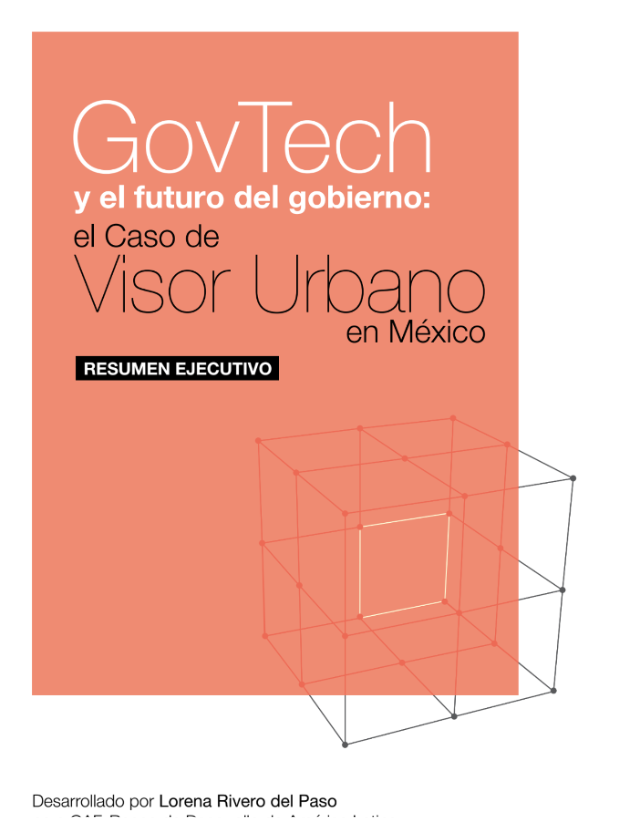 GovTech
y el futuro del gobierno:
el Caso de
Visor Urbano
en México
RESUMEN EJECUTIVO
Desarrollado por Lorena Rivero del Paso